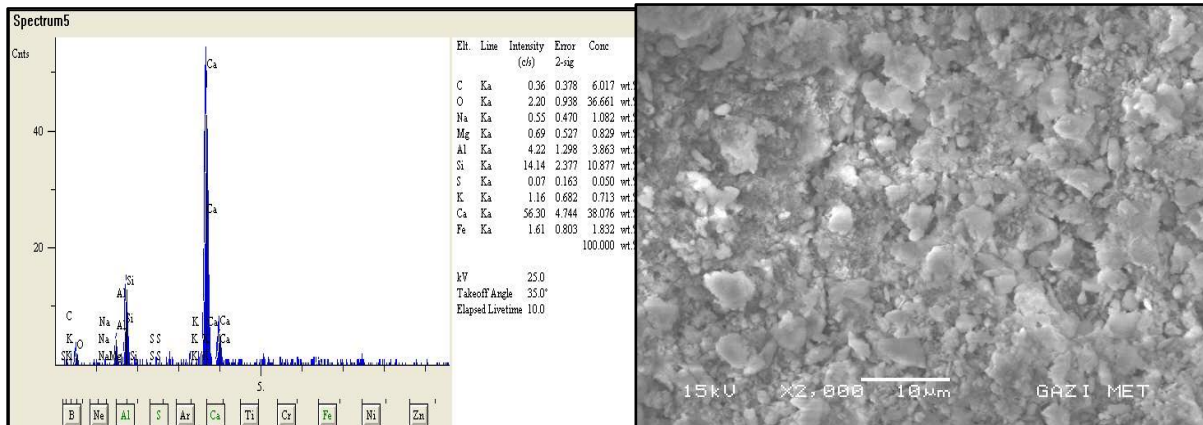 Spectrum5
Cnts
40
20
Ca
Ca
Si
Al
Si
Al
C
K
O
Na
Na
Na
S S
S S
S S
K
K
K
Ca
Ca
Ca
5.
B Ne Al S Ar Ca Ti Cr Fe Ni Zn
Elt. Line Intensity Error Conc
(c/s) 2-sig
C Ka 0.36 0.378 6.017 wt.%
O Ka 2.20 0.938 36.661 wt.%
Na Ka 0.55 0.470 1.082 wt.%
Mg Ka 0.69 0.527 0.829 wt.%
Al Ka 4.22 1.298 3.863 wt.%
Si Ka 14.14 2.377 10.877 wt.%
S Ka 0.07 0.163 0.050 wt.%
K Ka 1.16 0.682 0.713 wt.%
Ca Ka 56.30 4.744 38.076 wt.%
Fe Ka 1.61 0.803 1.832 wt.%
100.000 wt.%
kV 25.0
Takeoff Angle 35.0°
Elapsed Livetime 10.0
15kV X2,000 10μm GAZI MET